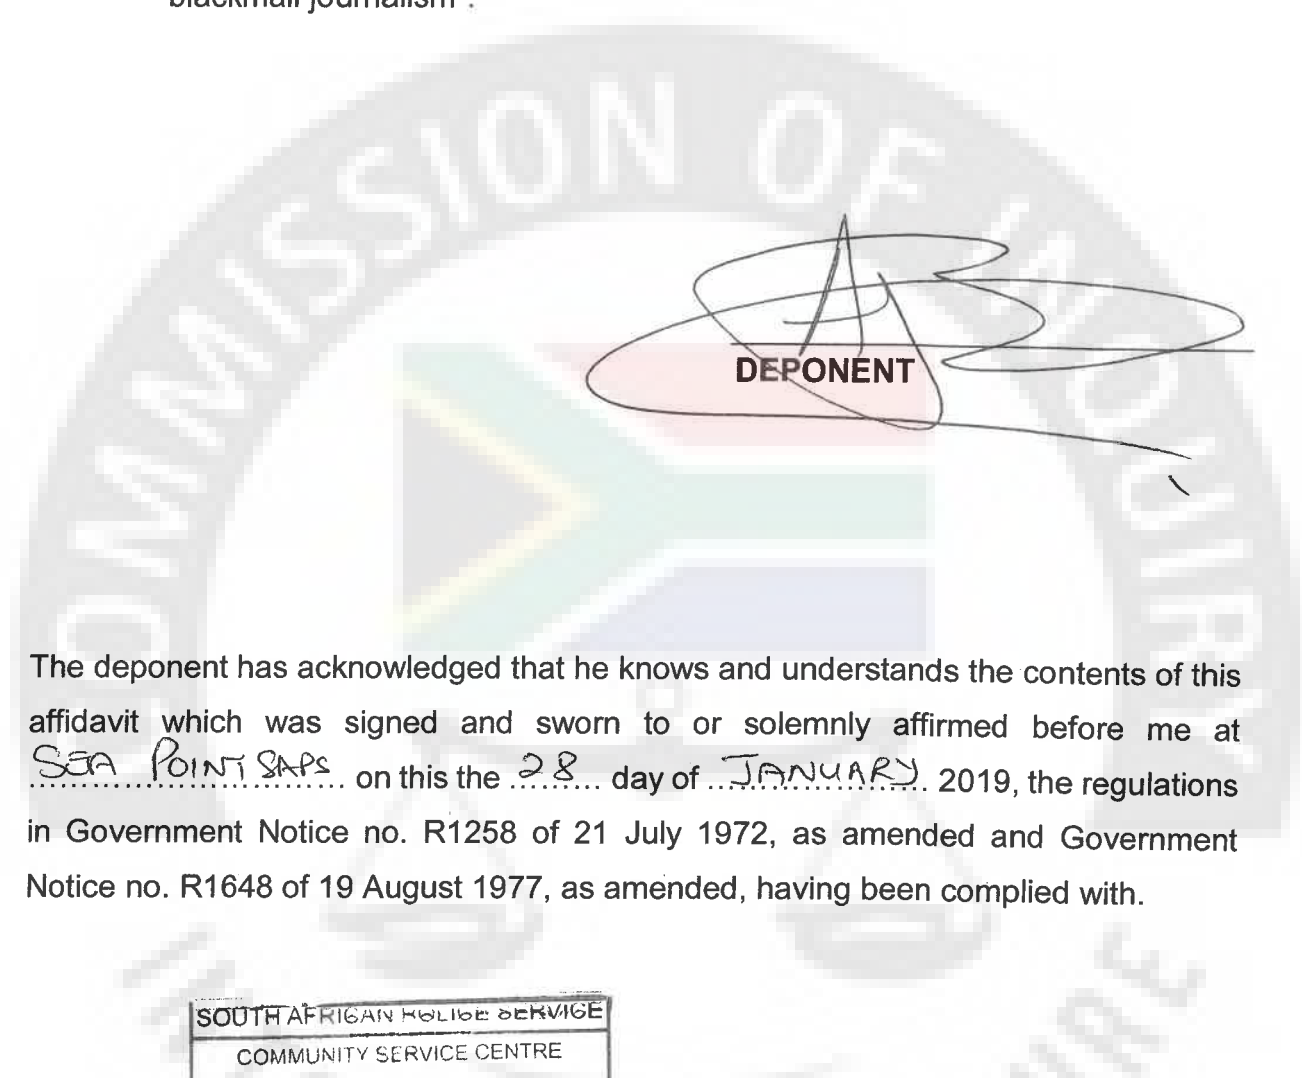 blackmail journalism".
COMMISSION OF INQUIRY
DEPONENT
The deponent has acknowledged that he knows and understands the contents of this
affidavit which was signed and sworn to or solemnly affirmed before me at
SEA POINT SAPS on this the 28 day of JANUARY 2019, the regulations
in Government Notice no. R1258 of 21 July 1972, as amended and Government
Notice no. R1648 of 19 August 1977, as amended, having been complied with.
SOUTH AFRICAN POLICE SERVICE
COMMUNITY SERVICE CENTRE